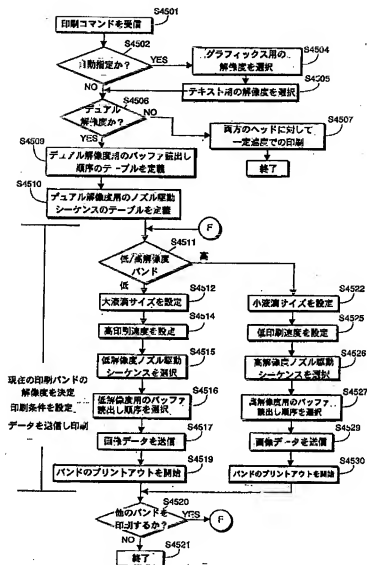 S4501
印刷コマンドを受信
S4502
自動指定か?
YES
NO
S4504
グラフィックス用の
解像度を選択
S4505
テキスト用の解像度を選択
S4506
デュアル
解像度か?
NO
YES
S4507
両方のヘッドに対して
一定速度での印刷
終了
S4509
デュアル解像度用のバッファ読出し
順序のテーブルを定義
S4510
デュアル解像度用のノズル駆動
シーケンスのテーブルを定義
F
S4511
低/高解像度
バンド
低
高
S4512
大液滴サイズを設定
S4514
高印刷速度を設定
S4515
低解像度ノズル駆動
シーケンスを選択
S4516
低解像度用のバッファ
読出し順序を選択
S4517
画像データを送信
S4519
バンドのプリントアウトを開始
S4522
小液滴サイズを設定
S4525
低印刷速度を設定
S4526
高解像度ノズル駆動
シーケンスを選択
S4527
高解像度用のバッファ
読出し順序を選択
S4529
画像データを送信
S4530
バンドのプリントアウトを開始
現在の印刷バンドの
解像度を決定
印刷条件を設定
データを送信し印刷
S4520
他のバンドを
印刷するか?
YES
F
NO
S4521
終了